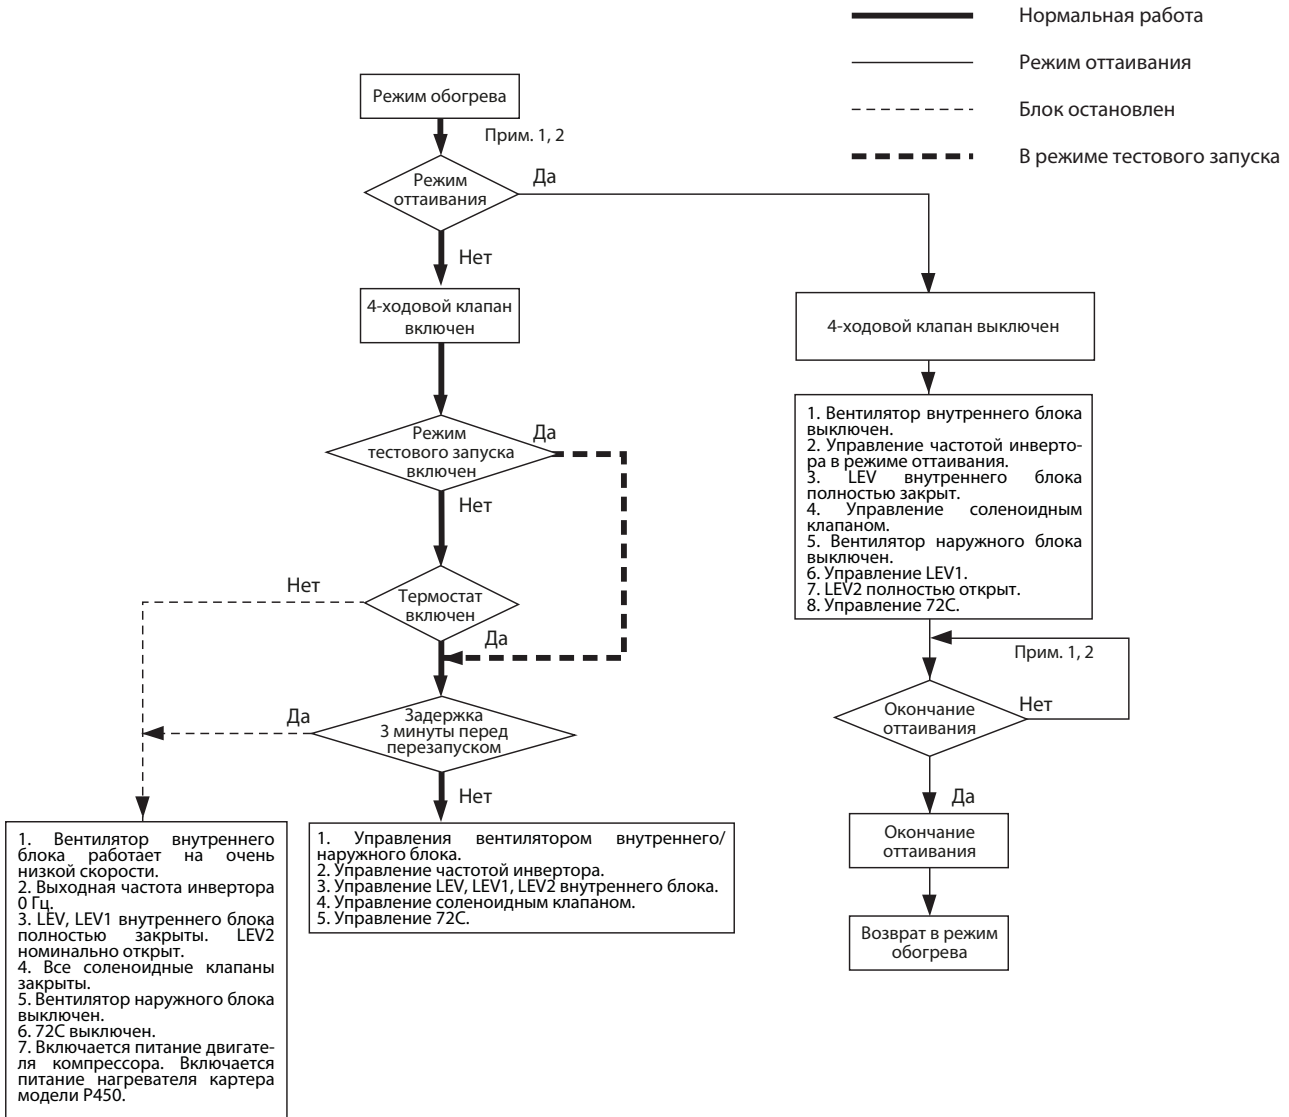 Нормальная работа
Режим оттаивания
Блок остановлен
В режиме тестового запуска
Режим обогрева
Прим. 1, 2
Режим
оттаивания
Да
Нет
4-ходовой клапан
включен
Режим
тестового запуска
включен
Да
Нет
Термостат
включен
Нет
Да
Задержка
3 минуты перед
перезапуском
Да
Нет
1. Вентилятор внутреннего
блока работает на очень
низкой скорости.
2. Выходная частота инвертора
0 Гц.
3. LEV, LEV1 внутреннего блока
полностью закрыты. LEV2
номинально открыт.
4. Все соленоидные клапаны
закрыты.
5. Вентилятор наружного блока
выключен.
6. 72C выключен.
7. Включается питание двигате-
ля компрессора. Включается
питание нагревателя картера
модели P450.
1. Управления вентилятором внутреннего/
наружного блока.
2. Управление частотой инвертора.
3. Управление LEV, LEV1, LEV2 внутреннего блока.
4. Управление соленоидным клапаном.
5. Управление 72C.
4-ходовой клапан выключен
1. Вентилятор внутреннего блока
выключен.
2. Управление частотой инверто-
ра в режиме оттаивания.
3. LEV внутреннего блока
полностью закрыт.
4. Управление соленоидным
клапаном.
5. Вентилятор наружного блока
выключен.
6. Управление LEV1.
7. LEV2 полностью открыт.
8. Управление 72C.
Прим. 1, 2
Окончание
оттаивания
Нет
Да
Окончание
оттаивания
Возврат в режим
обогрева